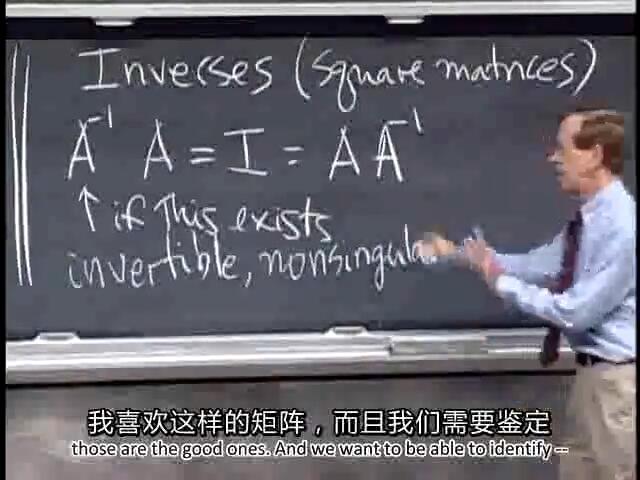 Inverses (square matrices)
A⁻¹ A = I = A A⁻¹
↑ if this exists
invertible, nonsingula
我喜欢这样的矩阵，而且我们需要鉴定
those are the good ones. And we want to be able to identify --